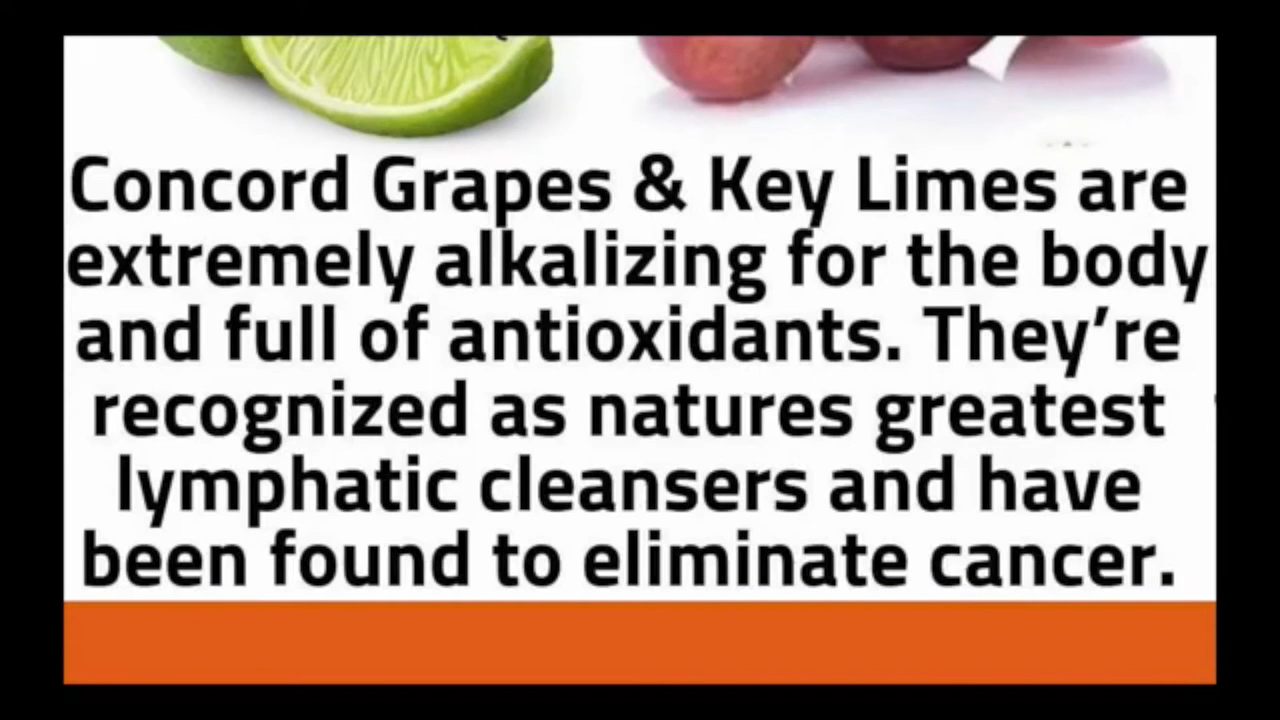 Concord Grapes & Key Limes are
extremely alkalizing for the body
and full of antioxidants. They’re
recognized as natures greatest
lymphatic cleansers and have
been found to eliminate cancer.